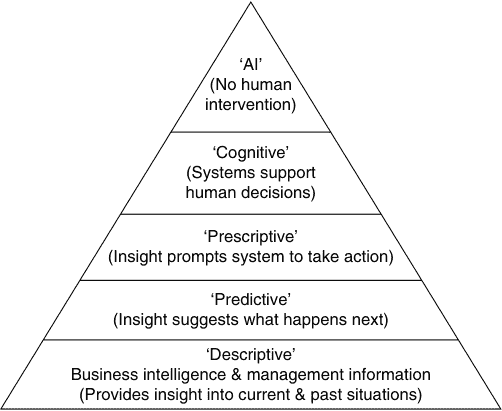 ‘AI’
(No human
intervention)
‘Cognitive’
(Systems support
human decisions)
‘Prescriptive’
(Insight prompts system to take action)
‘Predictive’
(Insight suggests what happens next)
‘Descriptive’
Business intelligence & management information
(Provides insight into current & past situations)